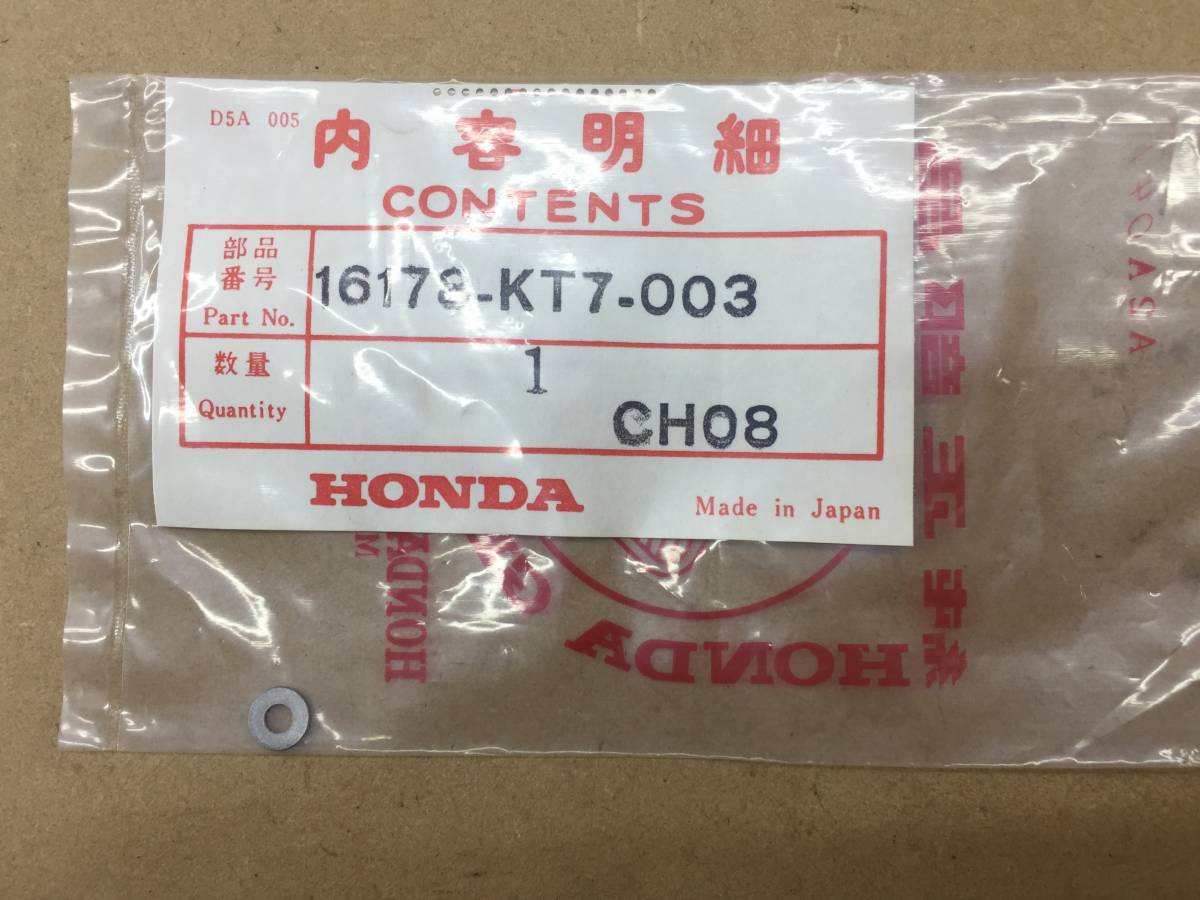 D5A 005
内容明細
CONTENTS
部品
番号
Part No.
16173-KT7-003
数量
Quantity
1
CH08
HONDA
Made in Japan
HONDA
HONDA